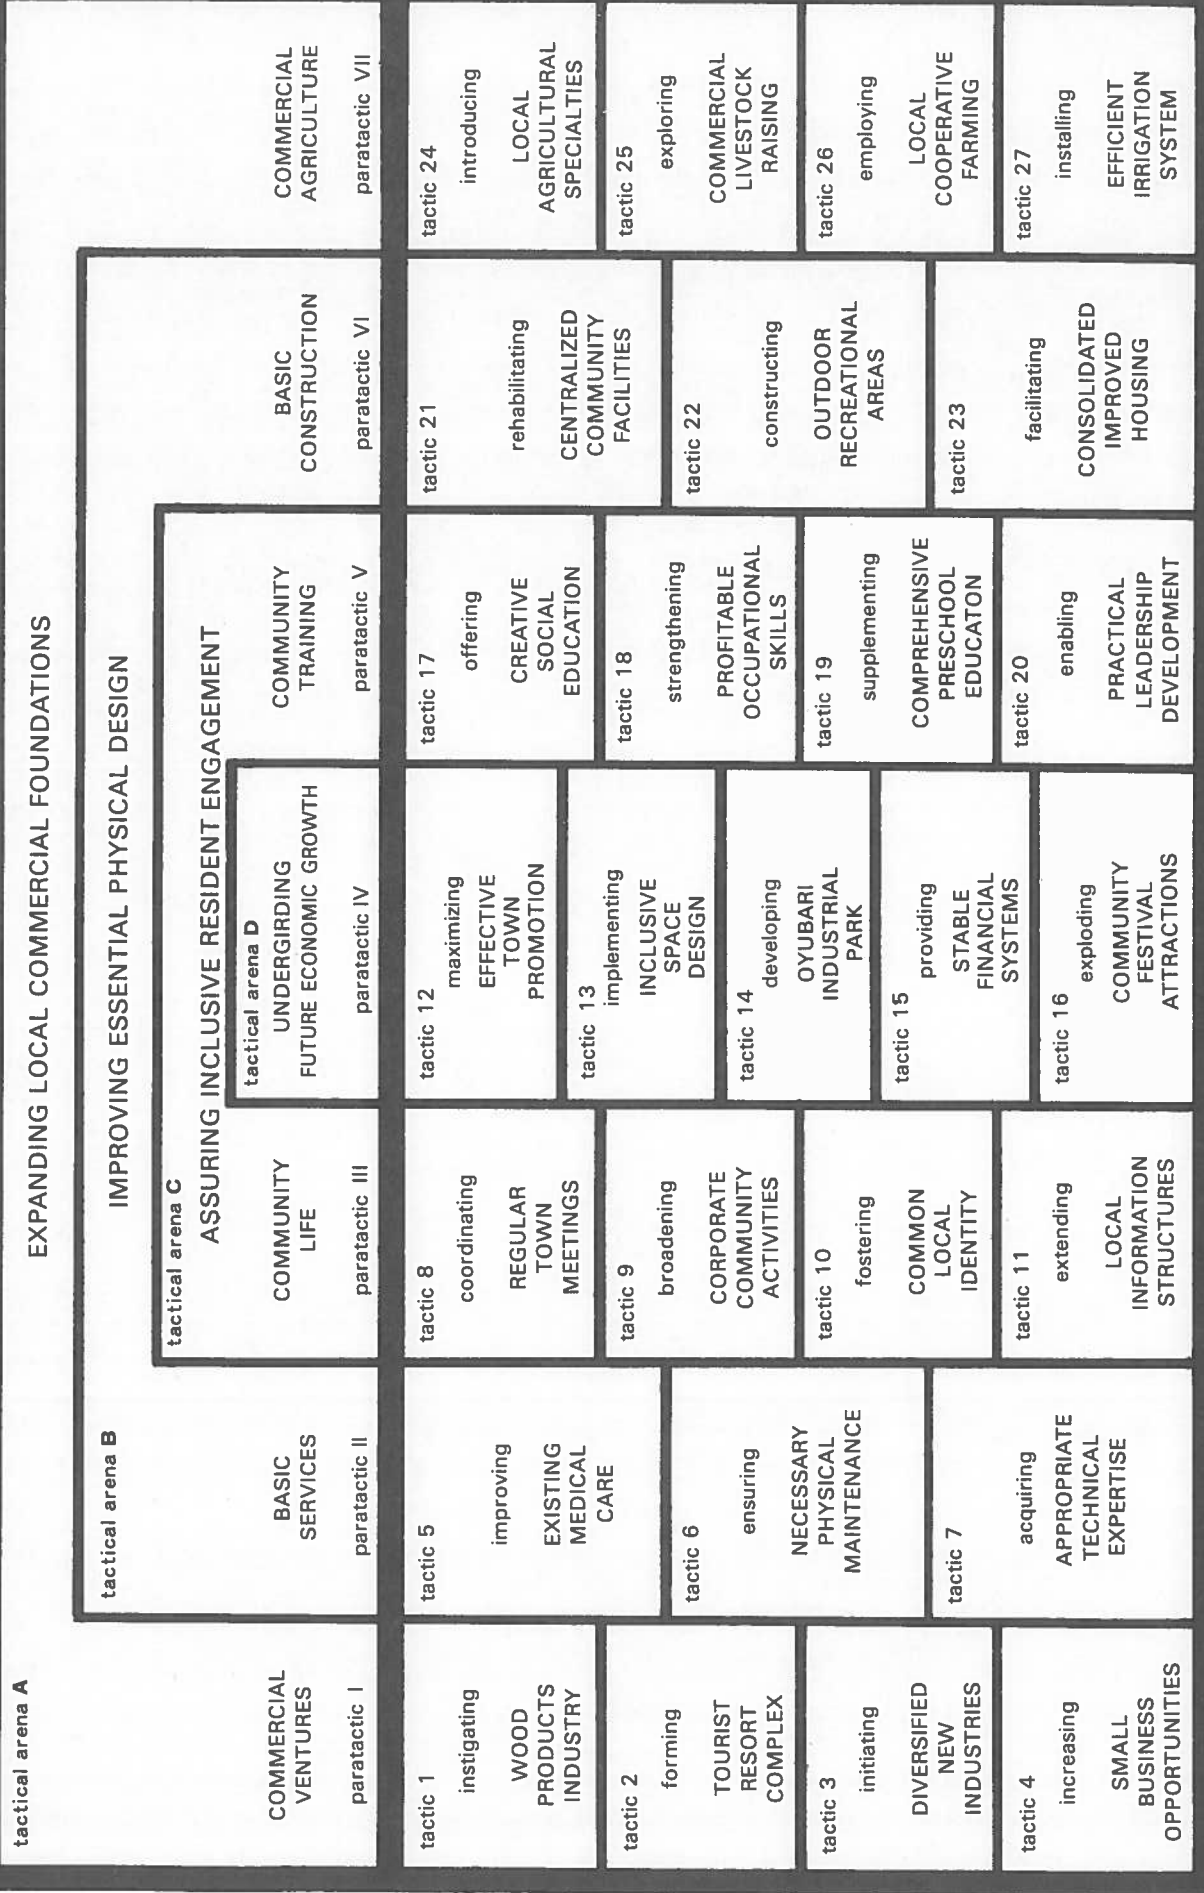 tactical arena A
EXPANDING LOCAL COMMERCIAL FOUNDATIONS
tactical arena B
IMPROVING ESSENTIAL PHYSICAL DESIGN
tactical arena C
ASSURING INCLUSIVE RESIDENT ENGAGEMENT
tactical arena D
UNDERGIRDING
FUTURE ECONOMIC GROWTH
COMMERCIAL
VENTURES
paratactic I
tactic 1
instigating
WOOD
PRODUCTS
INDUSTRY
tactic 2
forming
TOURIST
RESORT
COMPLEX
tactic 3
initiating
DIVERSIFIED
NEW
INDUSTRIES
tactic 4
increasing
SMALL
BUSINESS
OPPORTUNITIES
BASIC
SERVICES
paratactic II
tactic 5
improving
EXISTING
MEDICAL
CARE
tactic 6
ensuring
NECESSARY
PHYSICAL
MAINTENANCE
tactic 7
acquiring
APPROPRIATE
TECHNICAL
EXPERTISE
COMMUNITY
LIFE
paratactic III
tactic 8
coordinating
REGULAR
TOWN
MEETINGS
tactic 9
broadening
CORPORATE
COMMUNITY
ACTIVITIES
tactic 10
fostering
COMMON
LOCAL
IDENTITY
tactic 11
extending
LOCAL
INFORMATION
STRUCTURES
paratactic IV
tactic 12
maximizing
EFFECTIVE
TOWN
PROMOTION
tactic 13
implementing
INCLUSIVE
SPACE
DESIGN
tactic 14
developing
OYUBARI
INDUSTRIAL
PARK
tactic 15
providing
STABLE
FINANCIAL
SYSTEMS
tactic 16
exploding
COMMUNITY
FESTIVAL
ATTRACTIONS
COMMUNITY
TRAINING
paratactic V
tactic 17
offering
CREATIVE
SOCIAL
EDUCATION
tactic 18
strengthening
PROFITABLE
OCCUPATIONAL
SKILLS
tactic 19
supplementing
COMPREHENSIVE
PRESCHOOL
EDUCATON
tactic 20
enabling
PRACTICAL
LEADERSHIP
DEVELOPMENT
BASIC
CONSTRUCTION
paratactic VI
tactic 21
rehabilitating
CENTRALIZED
COMMUNITY
FACILITIES
tactic 22
constructing
OUTDOOR
RECREATIONAL
AREAS
tactic 23
facilitating
CONSOLIDATED
IMPROVED
HOUSING
COMMERCIAL
AGRICULTURE
paratactic VII
tactic 24
introducing
LOCAL
AGRICULTURAL
SPECIALTIES
tactic 25
exploring
COMMERCIAL
LIVESTOCK
RAISING
tactic 26
employing
LOCAL
COOPERATIVE
FARMING
tactic 27
installing
EFFICIENT
IRRIGATION
SYSTEM